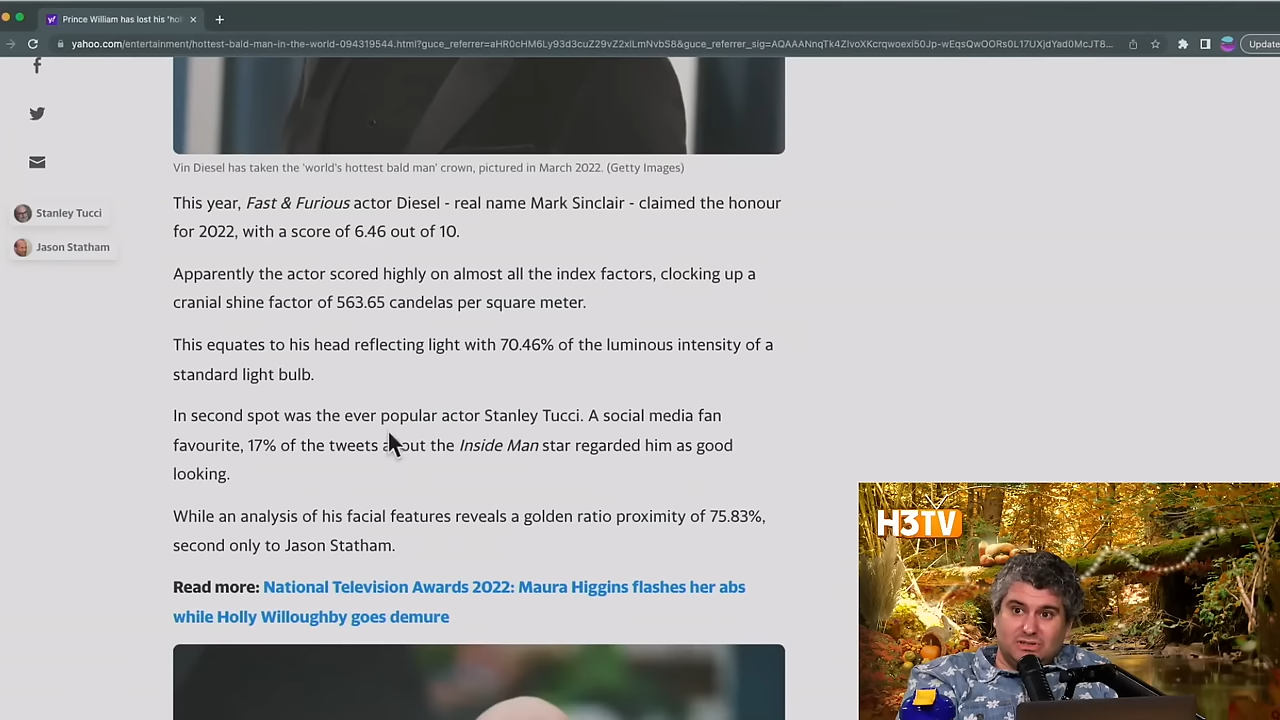 Prince William has lost his 'ho
yahoo.com/entertainment/hottest-bald-man-in-the-world-094319544.html?guce_referrer=
Update
Vin Diesel has taken the 'world's hottest bald man' crown, pictured in March 2022. (Getty Images)
Stanley Tucci
Jason Statham
This year, Fast & Furious actor Diesel - real name Mark Sinclair - claimed the honour
for 2022, with a score of 6.46 out of 10.
Apparently the actor scored highly on almost all the index factors, clocking up a
cranial shine factor of 563.65 candelas per square meter.
This equates to his head reflecting light with 70.46% of the luminous intensity of a
standard light bulb.
In second spot was the ever popular actor Stanley Tucci. A social media fan
favourite, 17% of the tweets about the Inside Man star regarded him as good
looking.
While an analysis of his facial features reveals a golden ratio proximity of 75.83%,
second only to Jason Statham.
Read more: National Television Awards 2022: Maura Higgins flashes her abs
while Holly Willoughby goes demure
H3TV